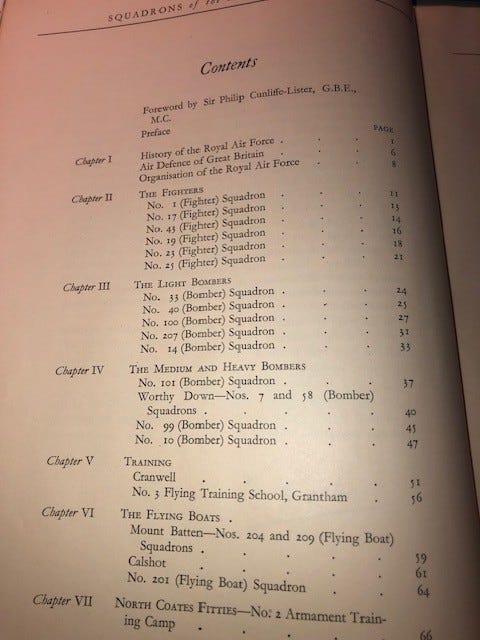 SQUADRONS of the
Contents
Foreword by Sir Philip Cunliffe-Lister, G.B.E.,
M.C.
Preface
PAGE
Chapter I History of the Royal Air Force . . . 1
Air Defence of Great Britain . . . 6
Organisation of the Royal Air Force . . 8
Chapter II THE FIGHTERS
No. 1 (Fighter) Squadron . . . . 11
No. 17 (Fighter) Squadron . . . . 13
No. 43 (Fighter) Squadron . . . . 14
No. 19 (Fighter) Squadron . . . . 16
No. 23 (Fighter) Squadron . . . . 18
No. 25 (Fighter) Squadron . . . . 21
Chapter III THE LIGHT BOMBERS
No. 33 (Bomber) Squadron . . . . 24
No. 40 (Bomber) Squadron . . . . 25
No. 100 (Bomber) Squadron . . . . 27
No. 207 (Bomber) Squadron . . . . 31
No. 14 (Bomber) Squadron . . . . 33
Chapter IV THE MEDIUM AND HEAVY BOMBERS
No. 101 (Bomber) Squadron . . . . 37
Worthy Down—Nos. 7 and 58 (Bomber)
Squadrons . . . . . 40
No. 99 (Bomber) Squadron . . . . 45
No. 10 (Bomber) Squadron . . . . 47
Chapter V TRAINING
Cranwell . . . . . 51
No. 3 Flying Training School, Grantham . 56
Chapter VI THE FLYING BOATS .
Mount Batten—Nos. 204 and 209 (Flying Boat)
Squadrons . . . . . 59
Calshot . . . . . 61
No. 201 (Flying Boat) Squadron . . 64
Chapter VII NORTH COATES FITTIES—No. 2 Armament Train-
ing Camp . . . . . 66